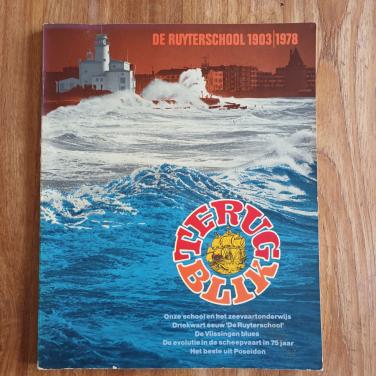 DE RUYTERSCHOOL 1903|1978
TERUG
BLIK
Onze school en het zeevaartonderwijs
Driekwart eeuw 'De Ruyterschool'
De Vlissingen blues
De evolutie in de scheepvaart in 75 jaar
Het beste uit Poseidon